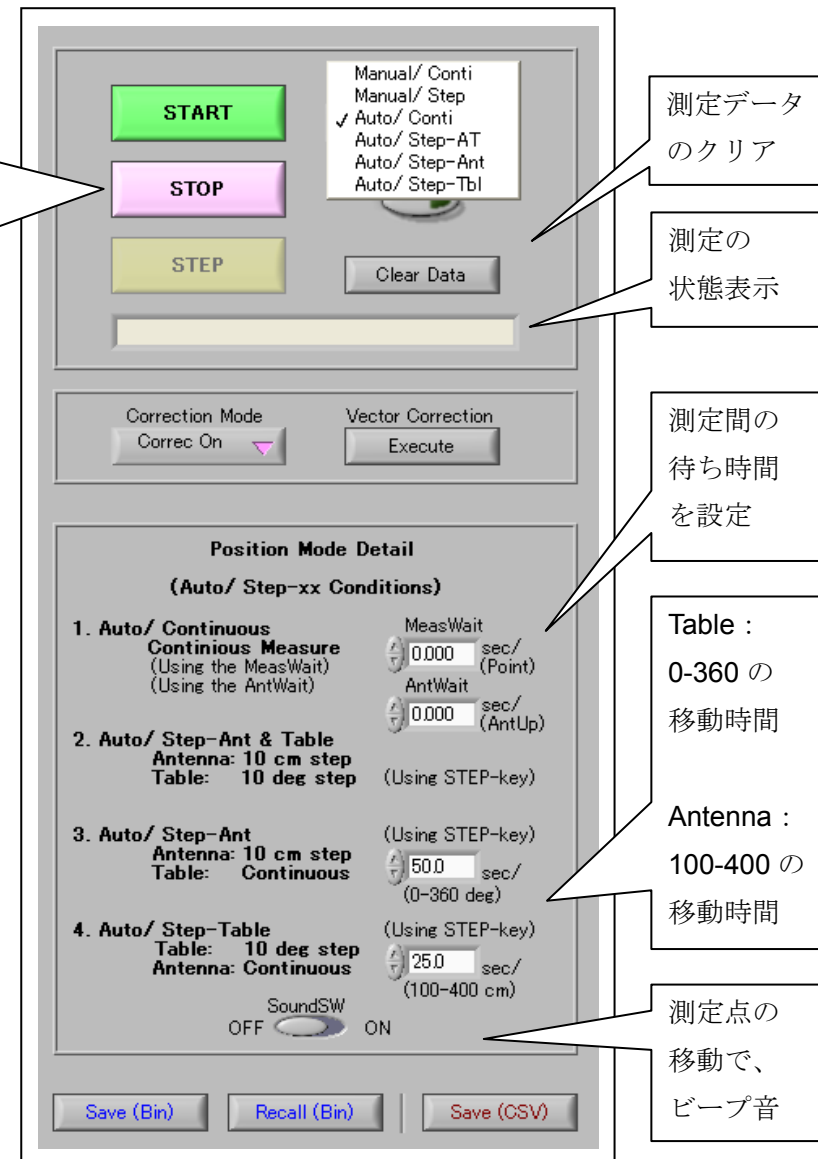 START
STOP
STEP
Manual/ Conti
Manual/ Step
✓ Auto/ Conti
Auto/ Step-AT
Auto/ Step-Ant
Auto/ Step-Tbl
Clear Data
測定データ
のクリア
測定の
状態表示
Correction Mode
Correc On
Vector Correction
Execute
測定間の
待ち時間
を設定
Position Mode Detail
(Auto/ Step-xx Conditions)
1. Auto/ Continuous
Continious Measure
(Using the MeasWait)
(Using the AntWait)
MeasWait
0.000 sec/
(Point)
AntWait
0.000 sec/
(AntUp)
2. Auto/ Step-Ant & Table
Antenna: 10 cm step
Table: 10 deg step (Using STEP-key)
3. Auto/ Step-Ant (Using STEP-key)
Antenna: 10 cm step
Table: Continuous
50.0 sec/
(0-360 deg)
4. Auto/ Step-Table (Using STEP-key)
Table: 10 deg step
Antenna: Continuous
25.0 sec/
(100-400 cm)
SoundSW
OFF ON
Table：
0-360 の
移動時間
Antenna：
100-400 の
移動時間
測定点の
移動で、
ビープ音
Save (Bin)
Recall (Bin)
Save (CSV)